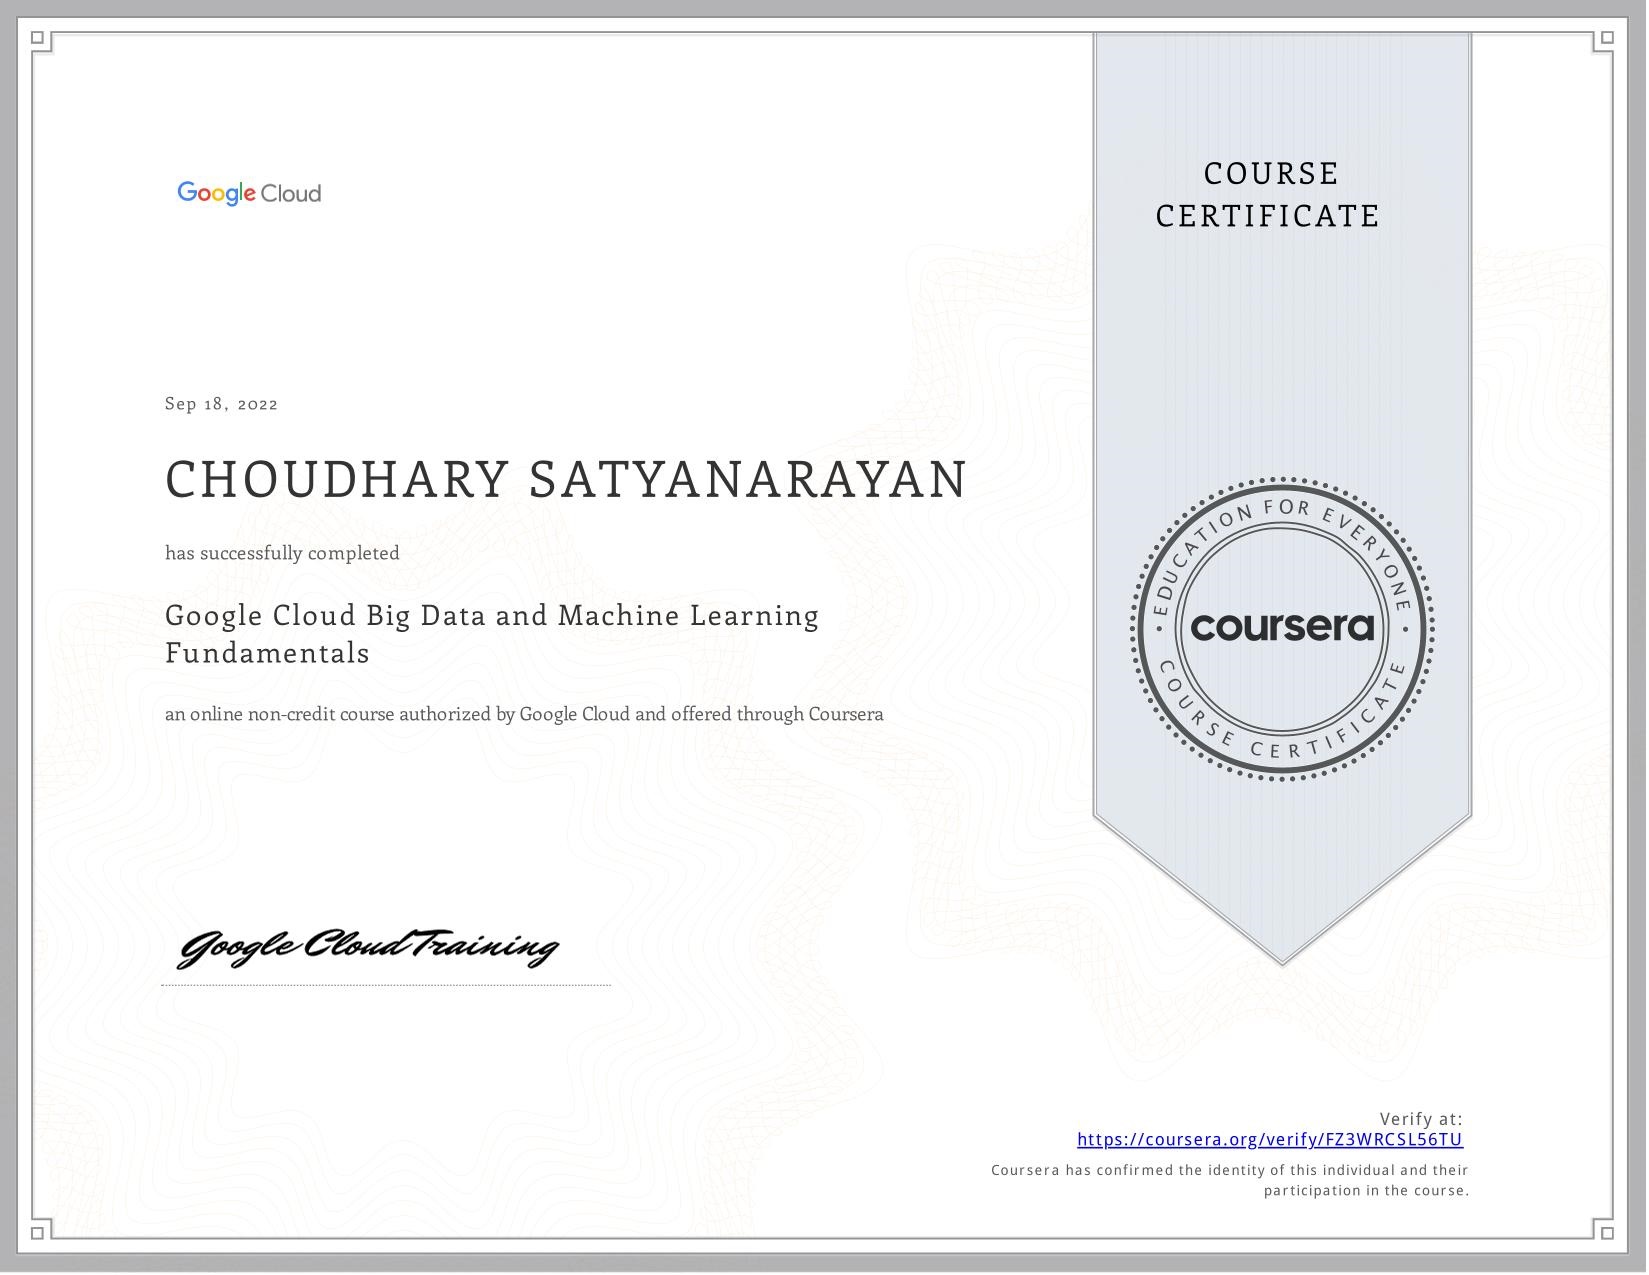 Google Cloud
COURSE
CERTIFICATE
Sep 18, 2022
CHOUDHARY SATYANARAYAN
has successfully completed
Google Cloud Big Data and Machine Learning
Fundamentals
an online non-credit course authorized by Google Cloud and offered through Coursera
EDUCATION FOR EVERYONE
coursera
COURSE CERTIFICATE
Google Cloud Training
Verify at:
https://coursera.org/verify/FZ3WRCSL56TU
Coursera has confirmed the identity of this individual and their
participation in the course.